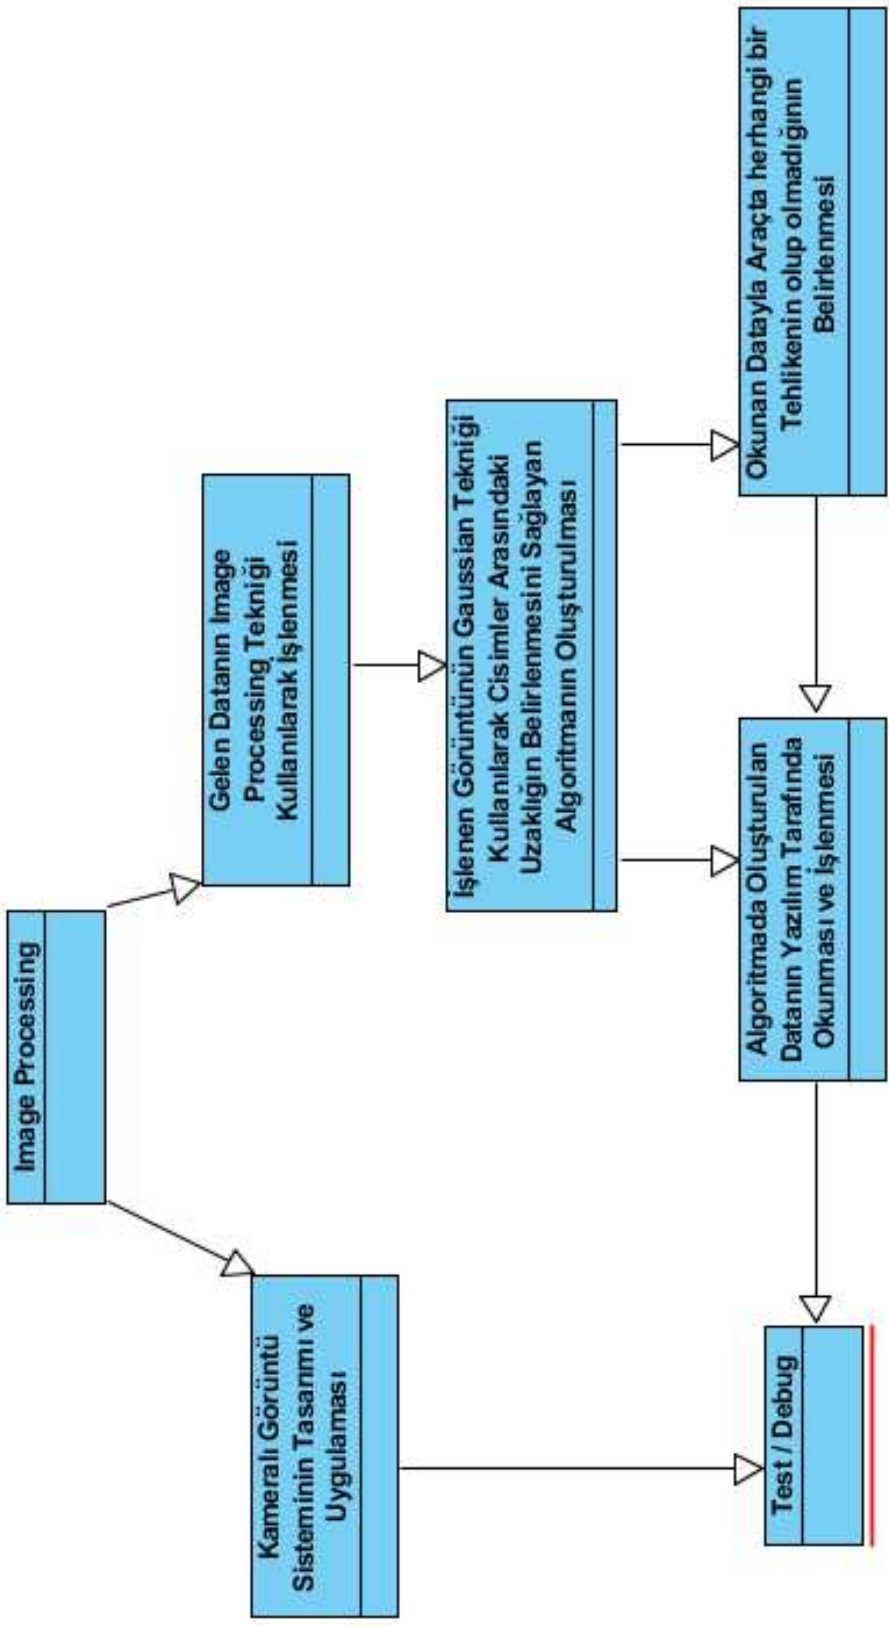 Image Processing
Kameralı Görüntü
Sisteminin Tasarımı ve
Uygulaması
Gelen Datanın Image
Processing Tekniği
Kullanılarak İşlenmesi
İşlenen Görüntünün Gaussian Tekniği
Kullanılarak Cisimler Arasındaki
Uzaklığın Belirlenmesini Sağlayan
Algoritmanın Oluşturulması
Test / Debug
Algoritmada Oluşturulan
Datanın Yazılım Tarafında
Okunması ve İşlenmesi
Okunan Datayla Araçta herhangi bir
Tehlikenin olup olmadığının
Belirlenmesi